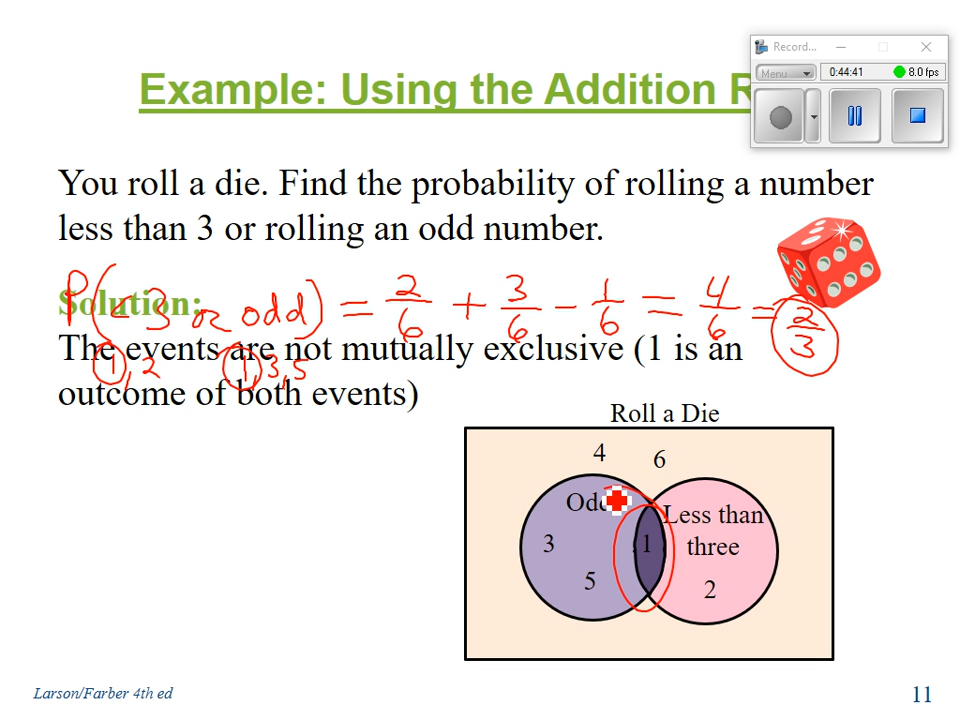 Record...
Menu
0:44:41
8.0 fps
Example: Using the Addition R
You roll a die. Find the probability of rolling a number
less than 3 or rolling an odd number.
P(<3 or odd) = 2/6 + 3/6 - 1/6 = 4/6 = 2/3
Solution:
The events are not mutually exclusive (1 is an
1, 2 1, 3, 5
outcome of both events)
Roll a Die
4 6
Odd
Less than
three
3 .1
5 2
Larson/Farber 4th ed
11